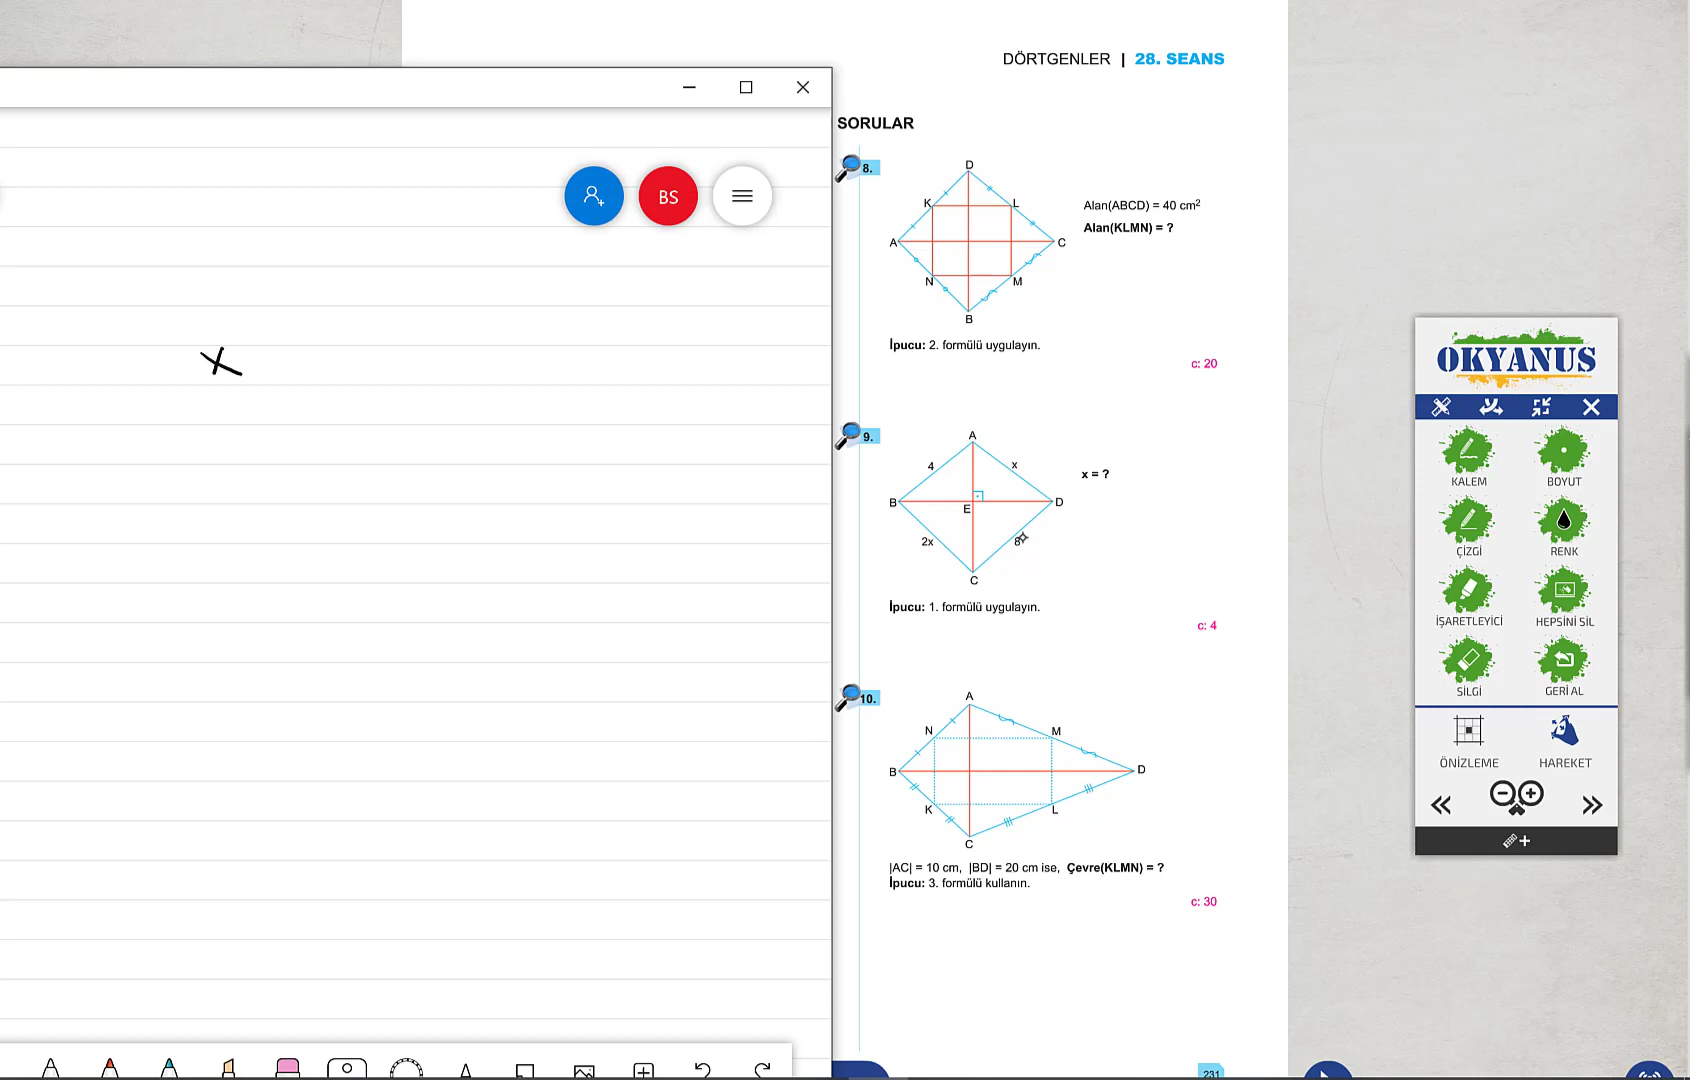 DÖRTGENLER | 28. SEANS
SORULAR
BS
8.
D
K
L
A
C
N
M
B
Alan(ABCD) = 40 cm²
Alan(KLMN) = ?
İpucu: 2. formülü uygulayın.
c: 20
x
9.
A
4
x
B
D
E
2x
8
C
x = ?
İpucu: 1. formülü uygulayın.
c: 4
10.
A
N
M
B
D
K
L
C
|AC| = 10 cm, |BD| = 20 cm ise, Çevre(KLMN) = ?
İpucu: 3. formülü kullanın.
c: 30
231
OKYANUS
KALEM
BOYUT
ÇİZGİ
RENK
İŞARETLEYİCİ
HEPSİNİ SİL
SİLGİ
GERİ AL
ÖNİZLEME
HAREKET